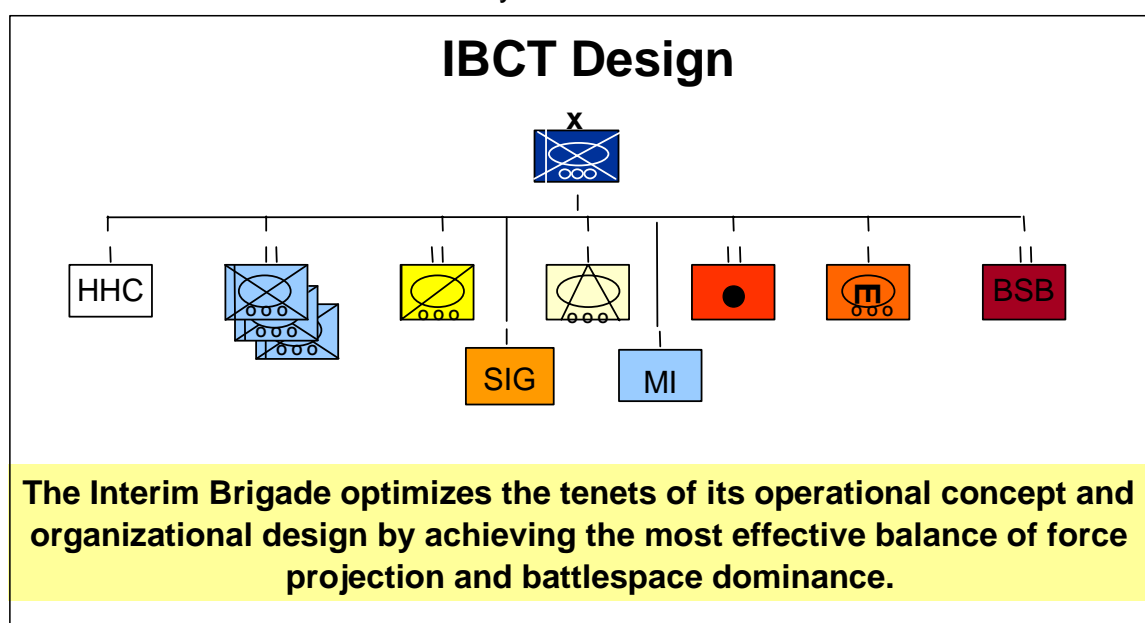 IBCT Design
x
HHC
SIG
MI
E
BSB
The Interim Brigade optimizes the tenets of its operational concept and
organizational design by achieving the most effective balance of force
projection and battlespace dominance.